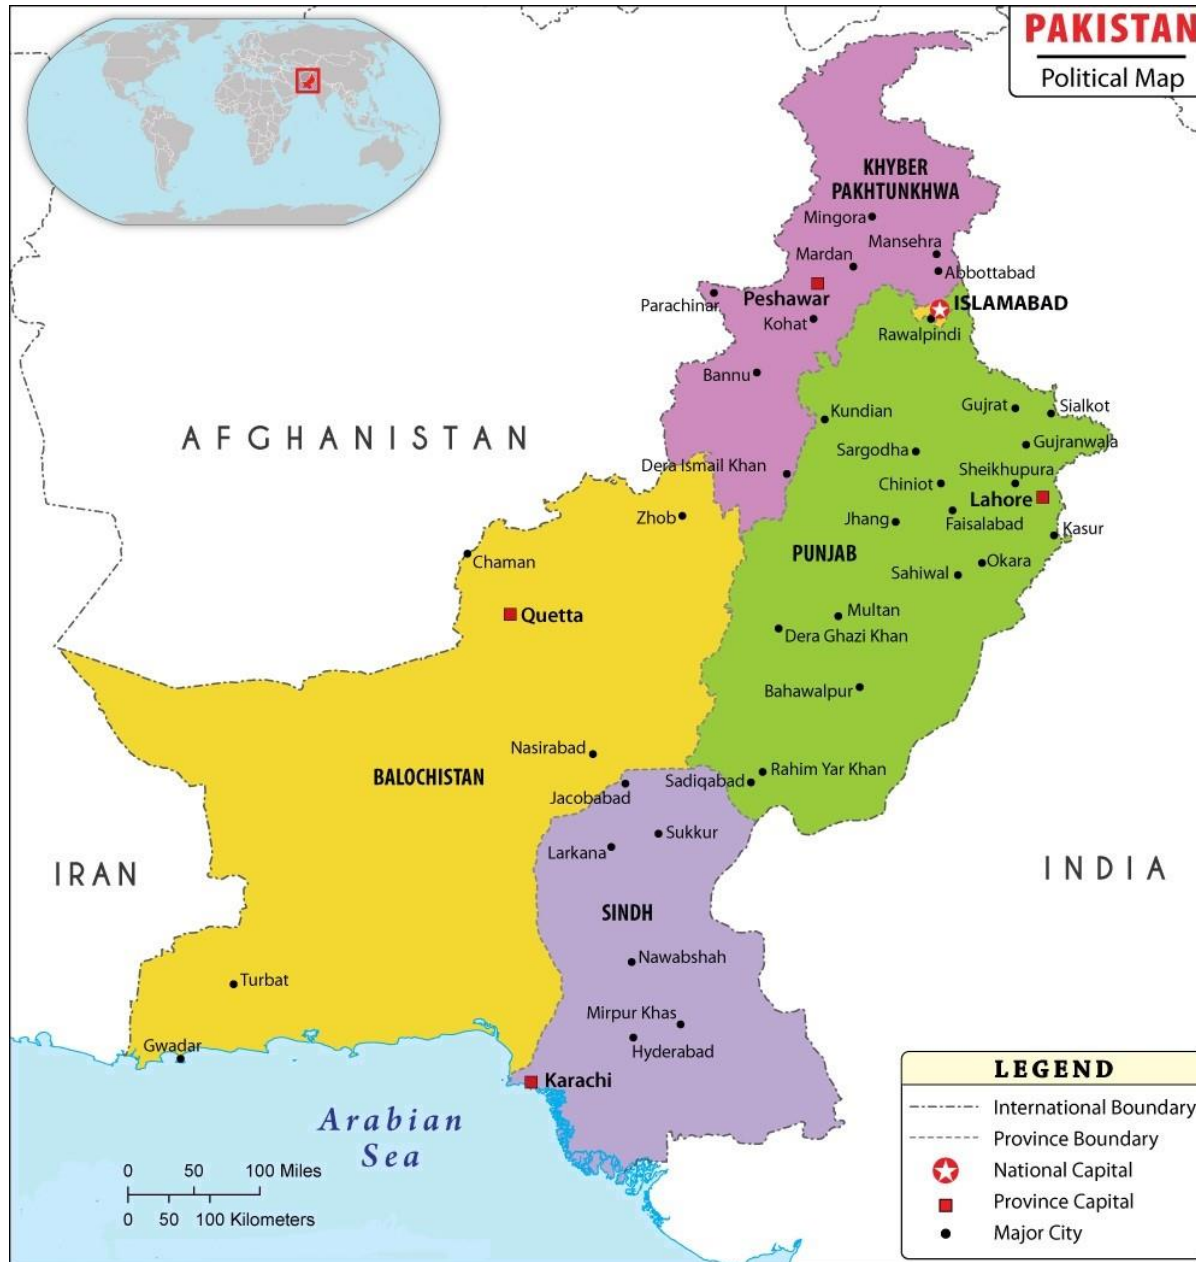 PAKISTAN
Political Map
KHYBER
PAKHTUNKHWA
Mingora
Mansehra
Mardan
Abbottabad
Parachinar
Peshawar
ISLAMABAD
Kohat
Rawalpindi
Bannu
Kundian
Gujrat
Sialkot
AFGHANISTAN
Sargodha
Gujranwala
Dera Ismail Khan
Sheikhupura
Chiniot
Lahore
Zhob
Jhang
Faisalabad
Kasur
Chaman
PUNJAB
Okara
Sahiwal
Quetta
Multan
Dera Ghazi Khan
Bahawalpur
Nasirabad
BALOCHISTAN
Rahim Yar Khan
Sadiqabad
Jacobabad
Sukkur
Larkana
IRAN
INDIA
SINDH
Nawabshah
Turbat
Mirpur Khas
Gwadar
Hyderabad
Karachi
Arabian
Sea
0 50 100 Miles
0 50 100 Kilometers
LEGEND
International Boundary
Province Boundary
National Capital
Province Capital
Major City